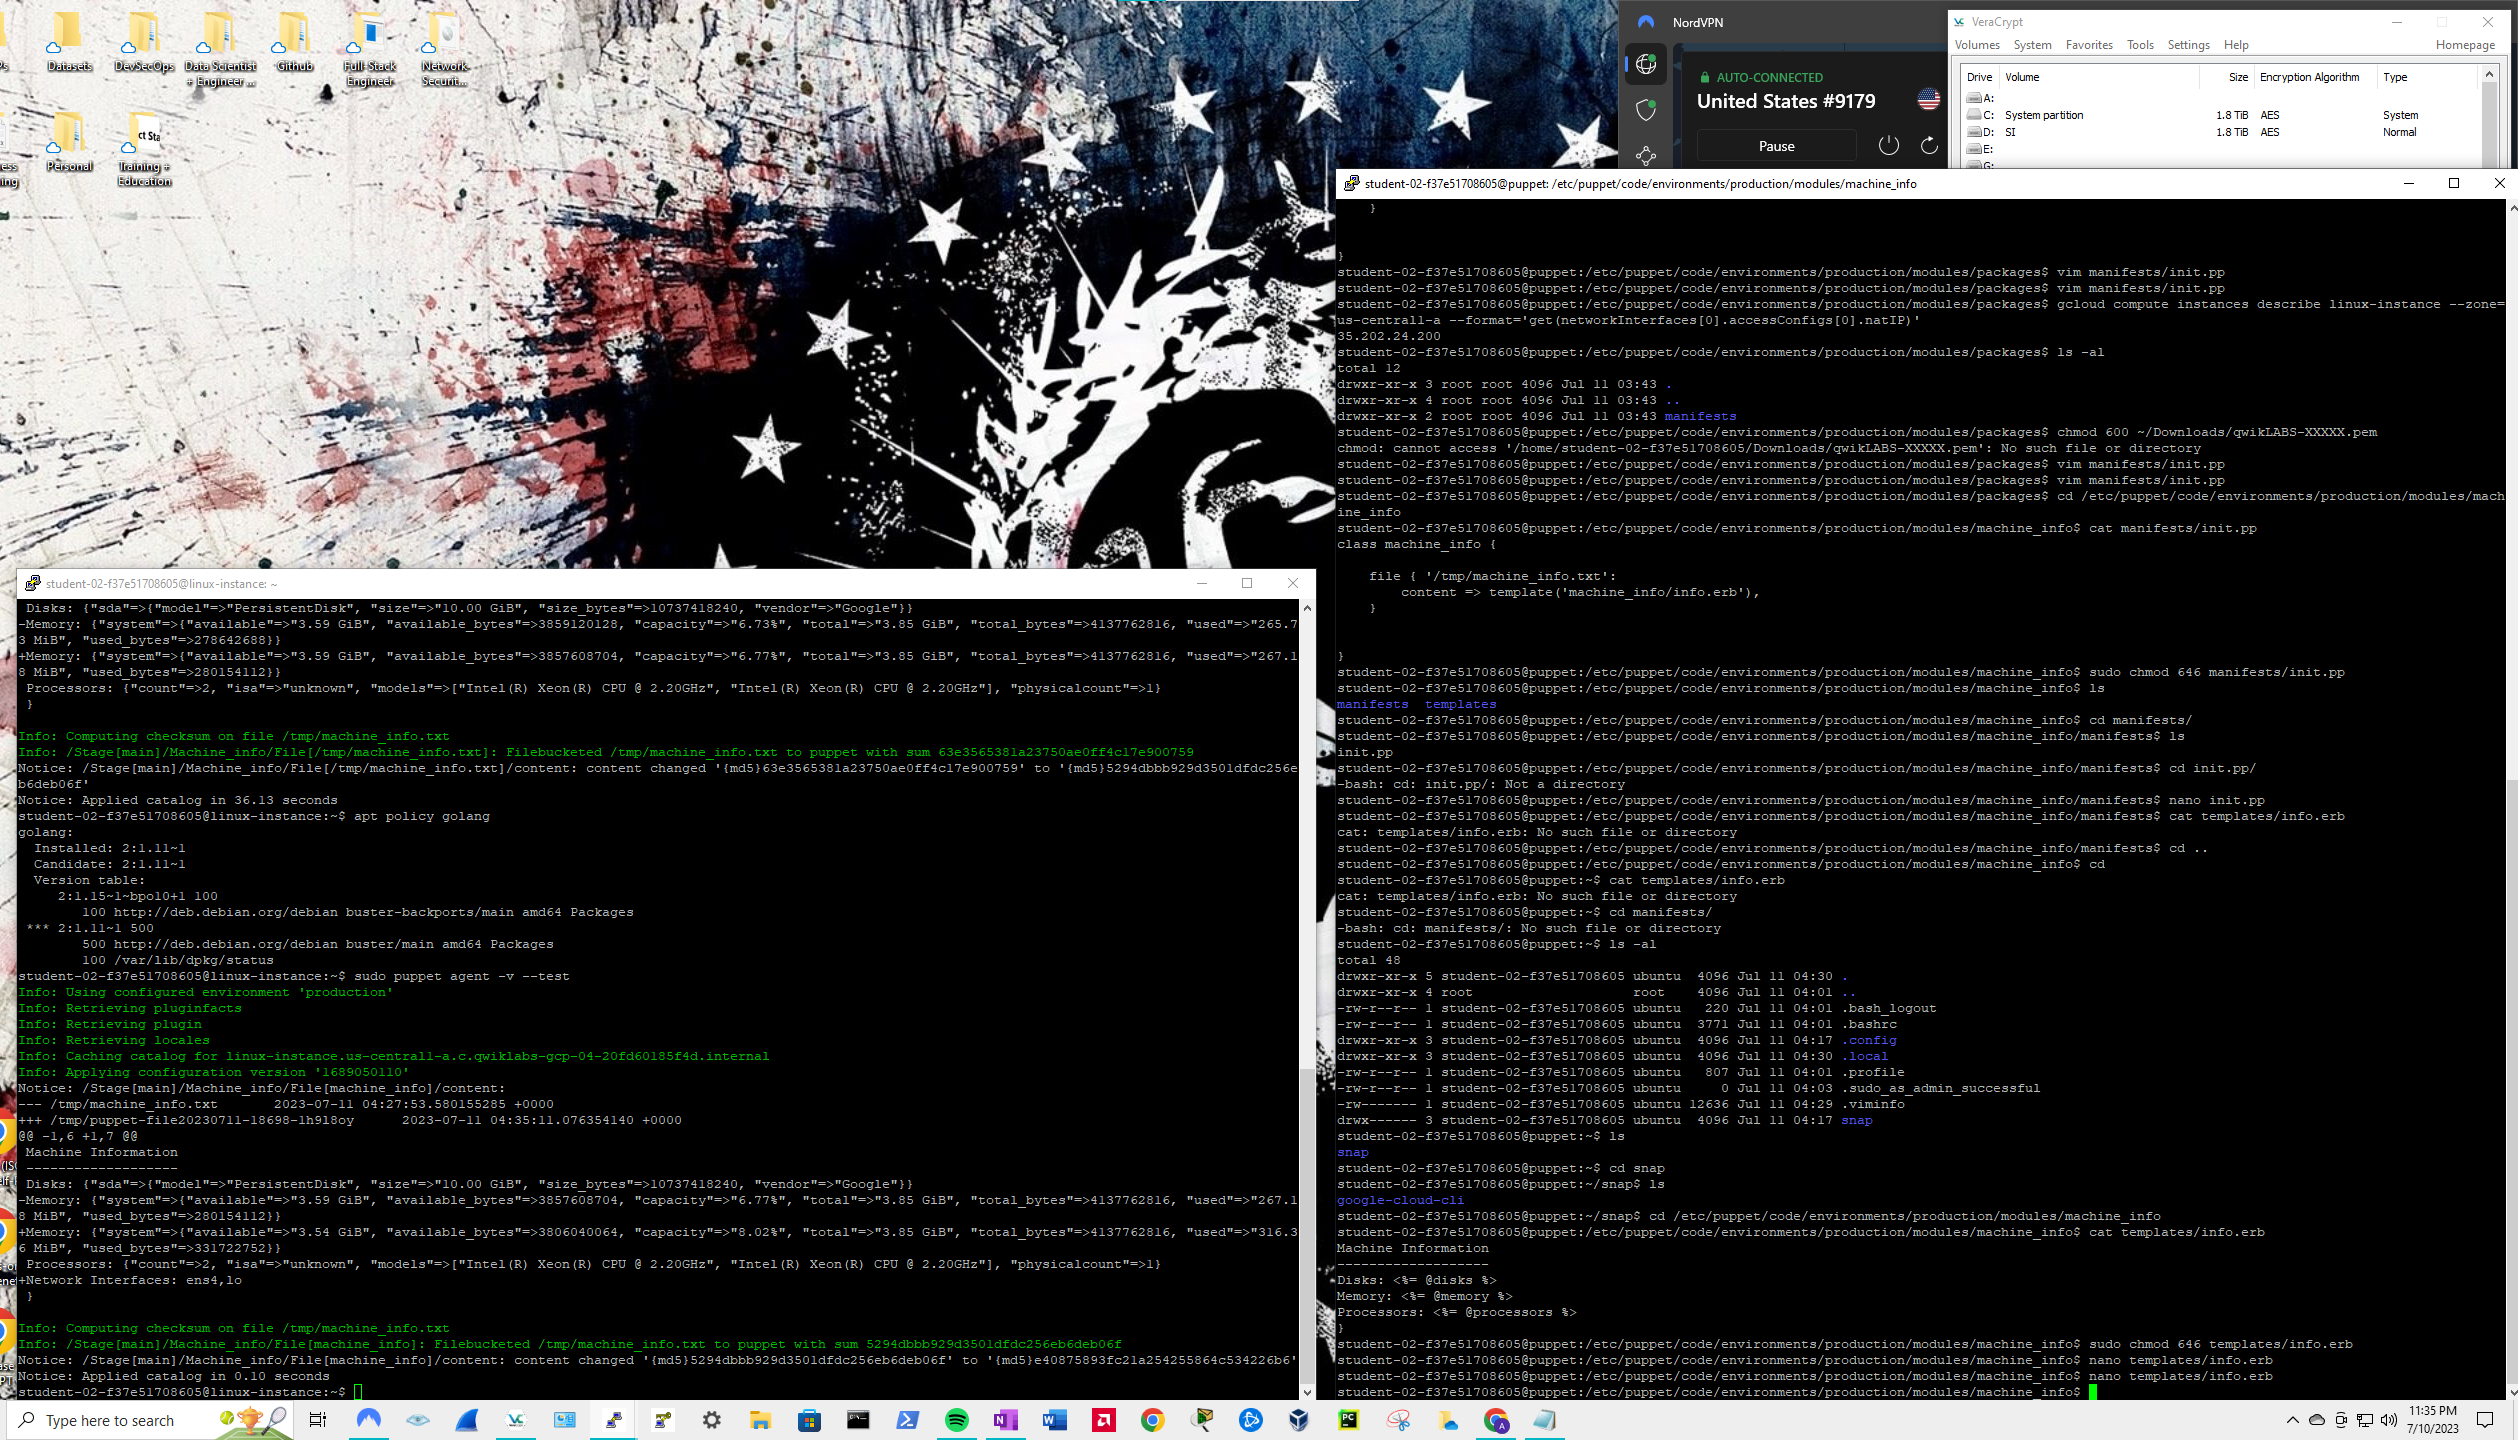 Datasets
DevSecOps
Data Scientist
+ Engineer ...
Github
Full-Stack
Engineer
Network
Securit...
Personal
ct Sta
Training +
Education
NordVPN
AUTO-CONNECTED
United States #9179
Pause
VeraCrypt
Volumes System Favorites Tools Settings Help Homepage
Drive Volume Size Encryption Algorithm Type
A:
C: System partition 1.8 TiB AES System
D: SI 1.8 TiB AES Normal
E:
G:
student-02-f37e51708605@puppet: /etc/puppet/code/environments/production/modules/machine_info
}
}
student-02-f37e51708605@puppet:/etc/puppet/code/environments/production/modules/packages$ vim manifests/init.pp
student-02-f37e51708605@puppet:/etc/puppet/code/environments/production/modules/packages$ vim manifests/init.pp
student-02-f37e51708605@puppet:/etc/puppet/code/environments/production/modules/packages$ gcloud compute instances describe linux-instance --zone=
us-central1-a --format='get(networkInterfaces[0].accessConfigs[0].natIP)'
35.202.24.200
student-02-f37e51708605@puppet:/etc/puppet/code/environments/production/modules/packages$ ls -al
total 12
drwxr-xr-x 3 root root 4096 Jul 11 03:43 .
drwxr-xr-x 4 root root 4096 Jul 11 03:43 ..
drwxr-xr-x 2 root root 4096 Jul 11 03:43 manifests
student-02-f37e51708605@puppet:/etc/puppet/code/environments/production/modules/packages$ chmod 600 ~/Downloads/qwikLABS-XXXXX.pem
chmod: cannot access '/home/student-02-f37e51708605/Downloads/qwikLABS-XXXXX.pem': No such file or directory
student-02-f37e51708605@puppet:/etc/puppet/code/environments/production/modules/packages$ vim manifests/init.pp
student-02-f37e51708605@puppet:/etc/puppet/code/environments/production/modules/packages$ vim manifests/init.pp
student-02-f37e51708605@puppet:/etc/puppet/code/environments/production/modules/packages$ cd /etc/puppet/code/environments/production/modules/mach
ine_info
student-02-f37e51708605@puppet:/etc/puppet/code/environments/production/modules/machine_info$ cat manifests/init.pp
class machine_info {
file { '/tmp/machine_info.txt':
content => template('machine_info/info.erb'),
}
}
student-02-f37e51708605@puppet:/etc/puppet/code/environments/production/modules/machine_info$ sudo chmod 646 manifests/init.pp
student-02-f37e51708605@puppet:/etc/puppet/code/environments/production/modules/machine_info$ ls
manifests templates
student-02-f37e51708605@puppet:/etc/puppet/code/environments/production/modules/machine_info$ cd manifests/
student-02-f37e51708605@puppet:/etc/puppet/code/environments/production/modules/machine_info/manifests$ ls
init.pp
student-02-f37e51708605@puppet:/etc/puppet/code/environments/production/modules/machine_info/manifests$ cd init.pp/
-bash: cd: init.pp/: Not a directory
student-02-f37e51708605@puppet:/etc/puppet/code/environments/production/modules/machine_info/manifests$ nano init.pp
student-02-f37e51708605@puppet:/etc/puppet/code/environments/production/modules/machine_info/manifests$ cat templates/info.erb
cat: templates/info.erb: No such file or directory
student-02-f37e51708605@puppet:/etc/puppet/code/environments/production/modules/machine_info/manifests$ cd ..
student-02-f37e51708605@puppet:/etc/puppet/code/environments/production/modules/machine_info$ cd
student-02-f37e51708605@puppet:~$ cat templates/info.erb
cat: templates/info.erb: No such file or directory
student-02-f37e51708605@puppet:~$ cd manifests/
-bash: cd: manifests/: No such file or directory
student-02-f37e51708605@puppet:~$ ls -al
total 48
drwxr-xr-x 5 student-02-f37e51708605 ubuntu 4096 Jul 11 04:30 .
drwxr-xr-x 4 root root 4096 Jul 11 04:01 ..
-rw-r--r-- 1 student-02-f37e51708605 ubuntu 220 Jul 11 04:01 .bash_logout
-rw-r--r-- 1 student-02-f37e51708605 ubuntu 3771 Jul 11 04:01 .bashrc
drwxr-xr-x 3 student-02-f37e51708605 ubuntu 4096 Jul 11 04:17 .config
drwxr-xr-x 3 student-02-f37e51708605 ubuntu 4096 Jul 11 04:30 .local
-rw-r--r-- 1 student-02-f37e51708605 ubuntu 807 Jul 11 04:01 .profile
-rw-r--r-- 1 student-02-f37e51708605 ubuntu 0 Jul 11 04:03 .sudo_as_admin_successful
-rw------- 1 student-02-f37e51708605 ubuntu 12636 Jul 11 04:29 .viminfo
drwx------ 3 student-02-f37e51708605 ubuntu 4096 Jul 11 04:17 snap
student-02-f37e51708605@puppet:~$ ls
snap
student-02-f37e51708605@puppet:~$ cd snap
student-02-f37e51708605@puppet:~/snap$ ls
google-cloud-cli
student-02-f37e51708605@puppet:~/snap$ cd /etc/puppet/code/environments/production/modules/machine_info
student-02-f37e51708605@puppet:/etc/puppet/code/environments/production/modules/machine_info$ cat templates/info.erb
Machine Information
-------------------
Disks: <%= @disks %>
Memory: <%= @memory %>
Processors: <%= @processors %>
}
student-02-f37e51708605@puppet:/etc/puppet/code/environments/production/modules/machine_info$ sudo chmod 646 templates/info.erb
student-02-f37e51708605@puppet:/etc/puppet/code/environments/production/modules/machine_info$ nano templates/info.erb
student-02-f37e51708605@puppet:/etc/puppet/code/environments/production/modules/machine_info$ nano templates/info.erb
student-02-f37e51708605@puppet:/etc/puppet/code/environments/production/modules/machine_info$
student-02-f37e51708605@linux-instance: ~
Disks: {"sda"=>{"model"=>"PersistentDisk", "size"=>"10.00 GiB", "size_bytes"=>10737418240, "vendor"=>"Google"}}
-Memory: {"system"=>{"available"=>"3.59 GiB", "available_bytes"=>3859120128, "capacity"=>"6.73%", "total"=>"3.85 GiB", "total_bytes"=>4137762816, "used"=>"265.7
3 MiB", "used_bytes"=>278642688}}
+Memory: {"system"=>{"available"=>"3.59 GiB", "available_bytes"=>3857608704, "capacity"=>"6.77%", "total"=>"3.85 GiB", "total_bytes"=>4137762816, "used"=>"267.1
8 MiB", "used_bytes"=>280154112}}
Processors: {"count"=>2, "isa"=>"unknown", "models"=>["Intel(R) Xeon(R) CPU @ 2.20GHz", "Intel(R) Xeon(R) CPU @ 2.20GHz"], "physicalcount"=>1}
}
Info: Computing checksum on file /tmp/machine_info.txt
Info: /Stage[main]/Machine_info/File[/tmp/machine_info.txt]: Filebucketed /tmp/machine_info.txt to puppet with sum 63e3565381a23750ae0ff4c17e900759
Notice: /Stage[main]/Machine_info/File[/tmp/machine_info.txt]/content: content changed '{md5}63e3565381a23750ae0ff4c17e900759' to '{md5}5294dbbb929d3501dfdc256e
b6deb06f'
Notice: Applied catalog in 36.13 seconds
student-02-f37e51708605@linux-instance:~$ apt policy golang
golang:
Installed: 2:1.11~1
Candidate: 2:1.11~1
Version table:
2:1.15~1~bpo10+1 100
100 http://deb.debian.org/debian buster-backports/main amd64 Packages
*** 2:1.11~1 500
500 http://deb.debian.org/debian buster/main amd64 Packages
100 /var/lib/dpkg/status
student-02-f37e51708605@linux-instance:~$ sudo puppet agent -v --test
Info: Using configured environment 'production'
Info: Retrieving pluginfacts
Info: Retrieving plugin
Info: Retrieving locales
Info: Caching catalog for linux-instance.us-central1-a.c.qwiklabs-gcp-04-20fd60185f4d.internal
Info: Applying configuration version '1689050110'
Notice: /Stage[main]/Machine_info/File[machine_info]/content:
--- /tmp/machine_info.txt 2023-07-11 04:27:53.580155285 +0000
+++ /tmp/puppet-file20230711-18698-1h918oy 2023-07-11 04:35:11.076354140 +0000
@@ -1,6 +1,7 @@
Machine Information
-------------------
Disks: {"sda"=>{"model"=>"PersistentDisk", "size"=>"10.00 GiB", "size_bytes"=>10737418240, "vendor"=>"Google"}}
-Memory: {"system"=>{"available"=>"3.59 GiB", "available_bytes"=>3857608704, "capacity"=>"6.77%", "total"=>"3.85 GiB", "total_bytes"=>4137762816, "used"=>"267.1
8 MiB", "used_bytes"=>280154112}}
+Memory: {"system"=>{"available"=>"3.54 GiB", "available_bytes"=>3806040064, "capacity"=>"8.02%", "total"=>"3.85 GiB", "total_bytes"=>4137762816, "used"=>"316.3
6 MiB", "used_bytes"=>331722752}}
Processors: {"count"=>2, "isa"=>"unknown", "models"=>["Intel(R) Xeon(R) CPU @ 2.20GHz", "Intel(R) Xeon(R) CPU @ 2.20GHz"], "physicalcount"=>1}
+Network Interfaces: ens4,lo
}
Info: Computing checksum on file /tmp/machine_info.txt
Info: /Stage[main]/Machine_info/File[machine_info]: Filebucketed /tmp/machine_info.txt to puppet with sum 5294dbbb929d3501dfdc256eb6deb06f
Notice: /Stage[main]/Machine_info/File[machine_info]/content: content changed '{md5}5294dbbb929d3501dfdc256eb6deb06f' to '{md5}e40875893fc21a254255864c534226b6'
Notice: Applied catalog in 0.10 seconds
student-02-f37e51708605@linux-instance:~$
Type here to search
11:35 PM
7/10/2023